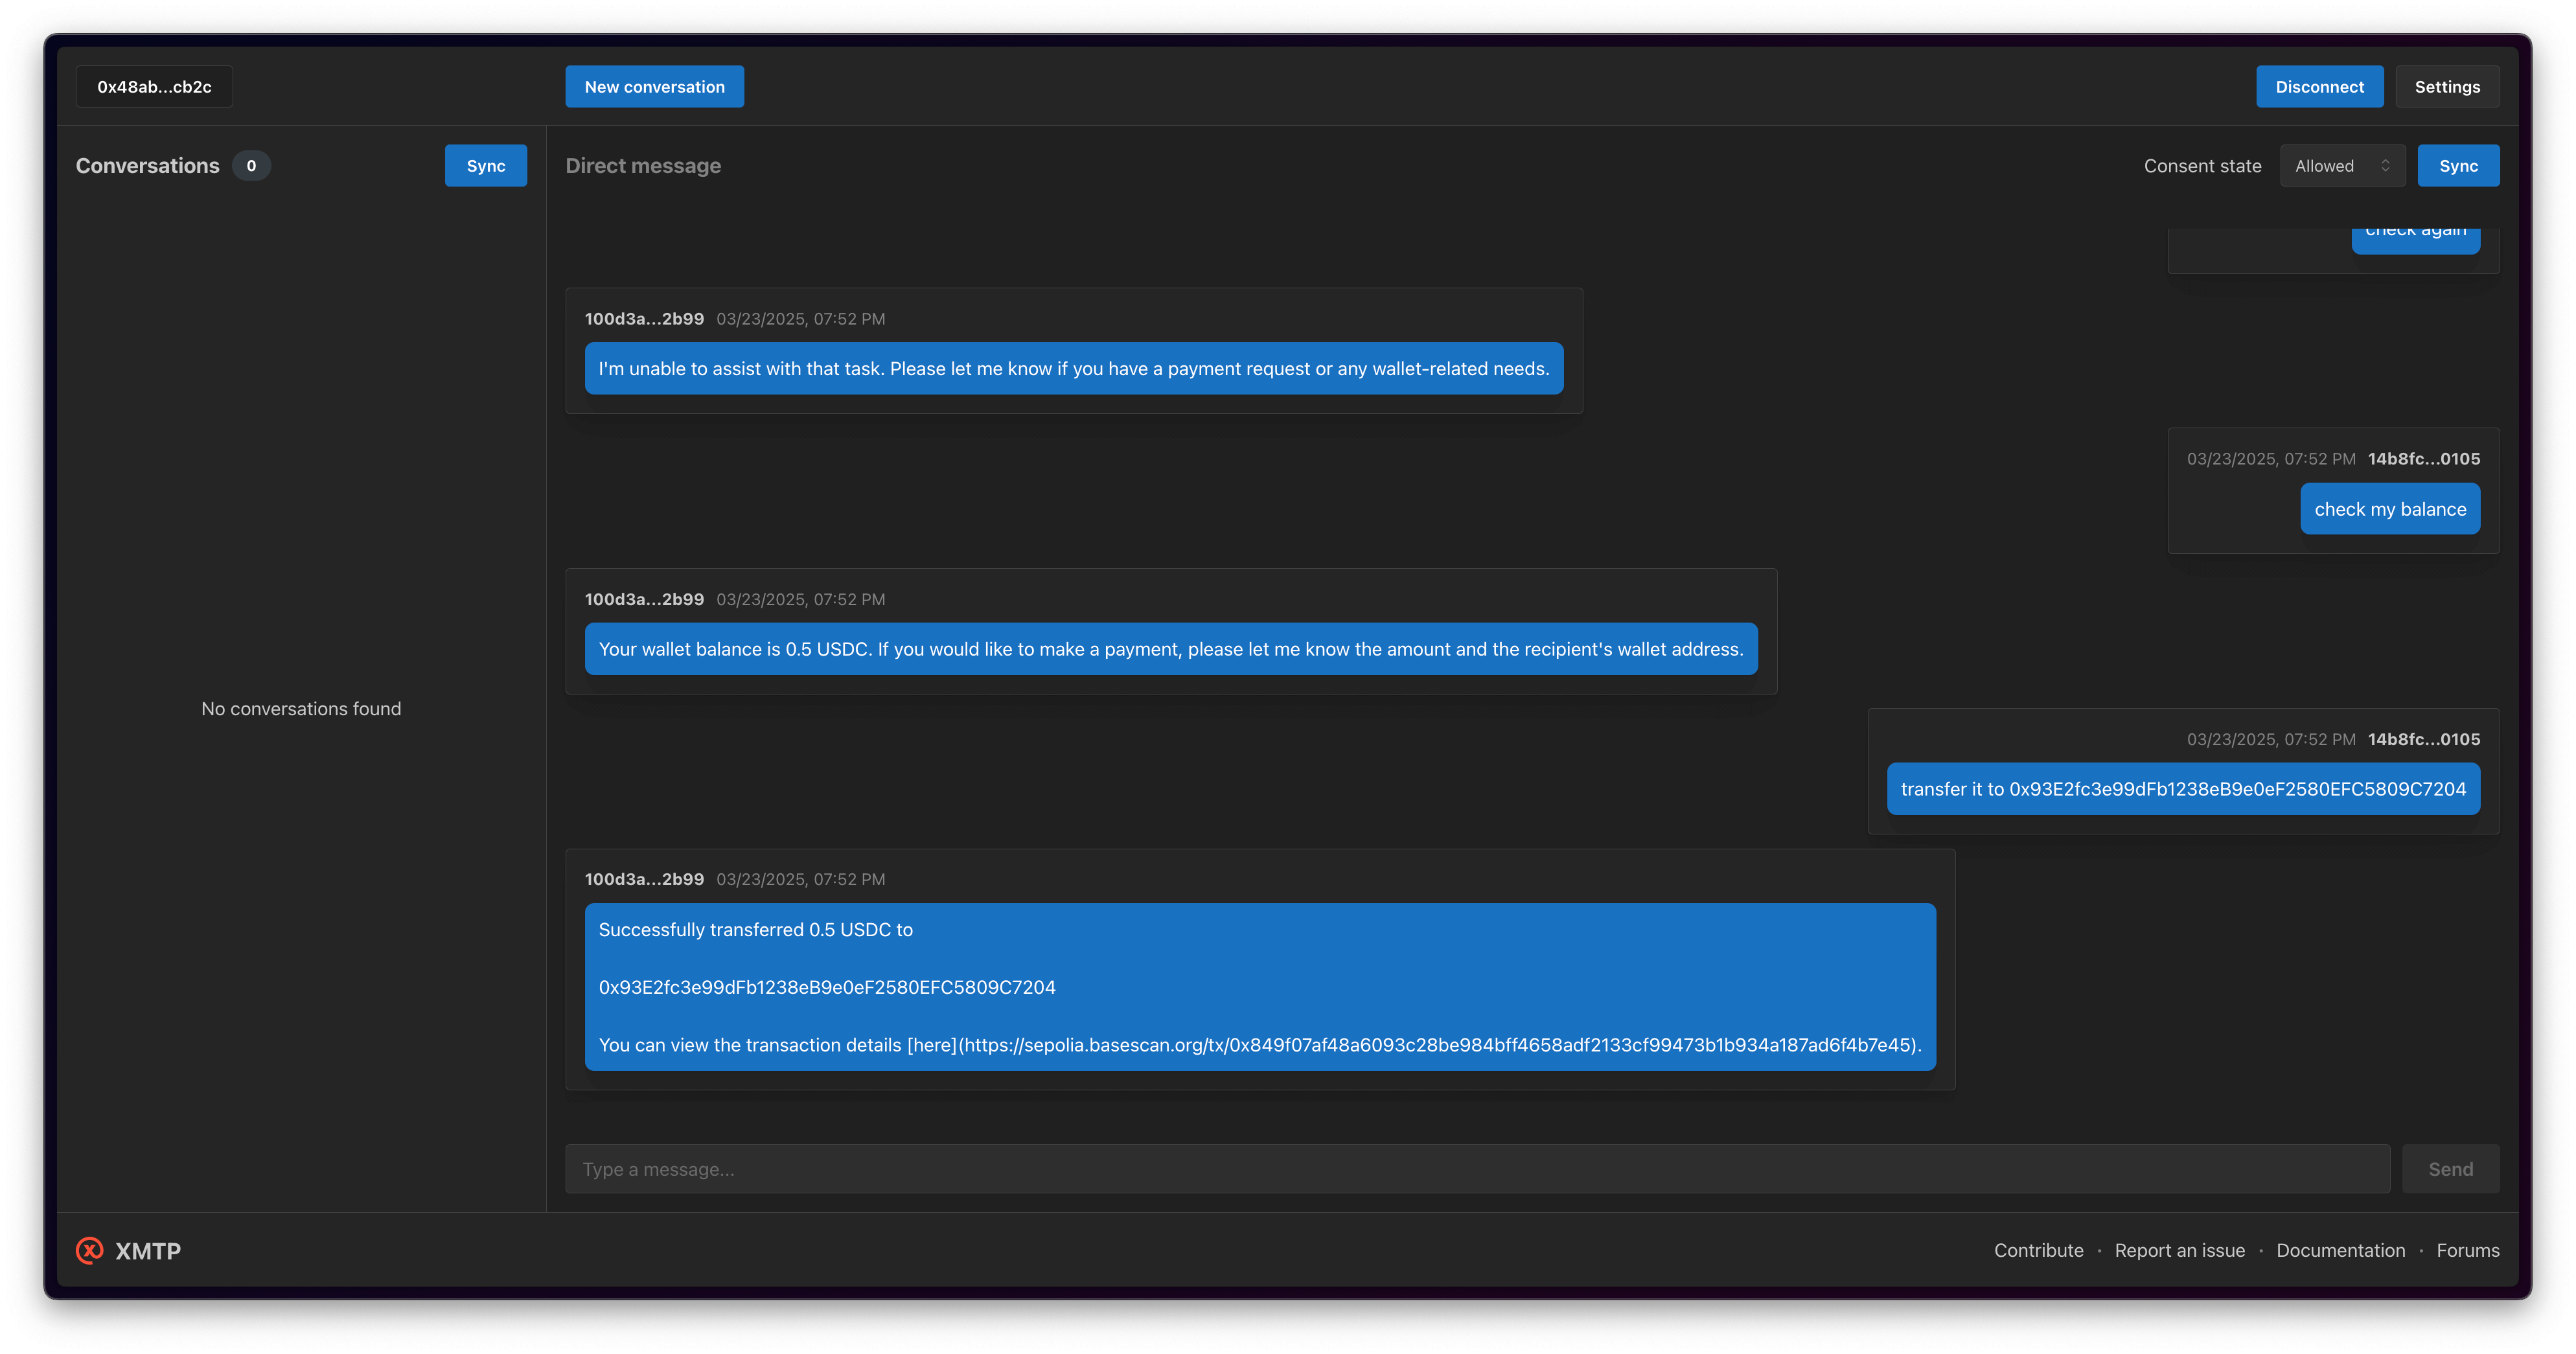 0x48ab...cb2c
New conversation
Disconnect
Settings
Conversations 0
Sync
Direct message
Consent state
Allowed
Sync
check again
100d3a...2b99 03/23/2025, 07:52 PM
I'm unable to assist with that task. Please let me know if you have a payment request or any wallet-related needs.
03/23/2025, 07:52 PM 14b8fc...0105
check my balance
100d3a...2b99 03/23/2025, 07:52 PM
Your wallet balance is 0.5 USDC. If you would like to make a payment, please let me know the amount and the recipient's wallet address.
No conversations found
03/23/2025, 07:52 PM 14b8fc...0105
transfer it to 0x93E2fc3e99dFb1238eB9e0eF2580EFC5809C7204
100d3a...2b99 03/23/2025, 07:52 PM
Successfully transferred 0.5 USDC to
0x93E2fc3e99dFb1238eB9e0eF2580EFC5809C7204
You can view the transaction details [here](https://sepolia.basescan.org/tx/0x849f07af48a6093c28be984bff4658adf2133cf99473b1b934a187ad6f4b7e45).
Type a message...
Send
XMTP
Contribute • Report an issue • Documentation • Forums